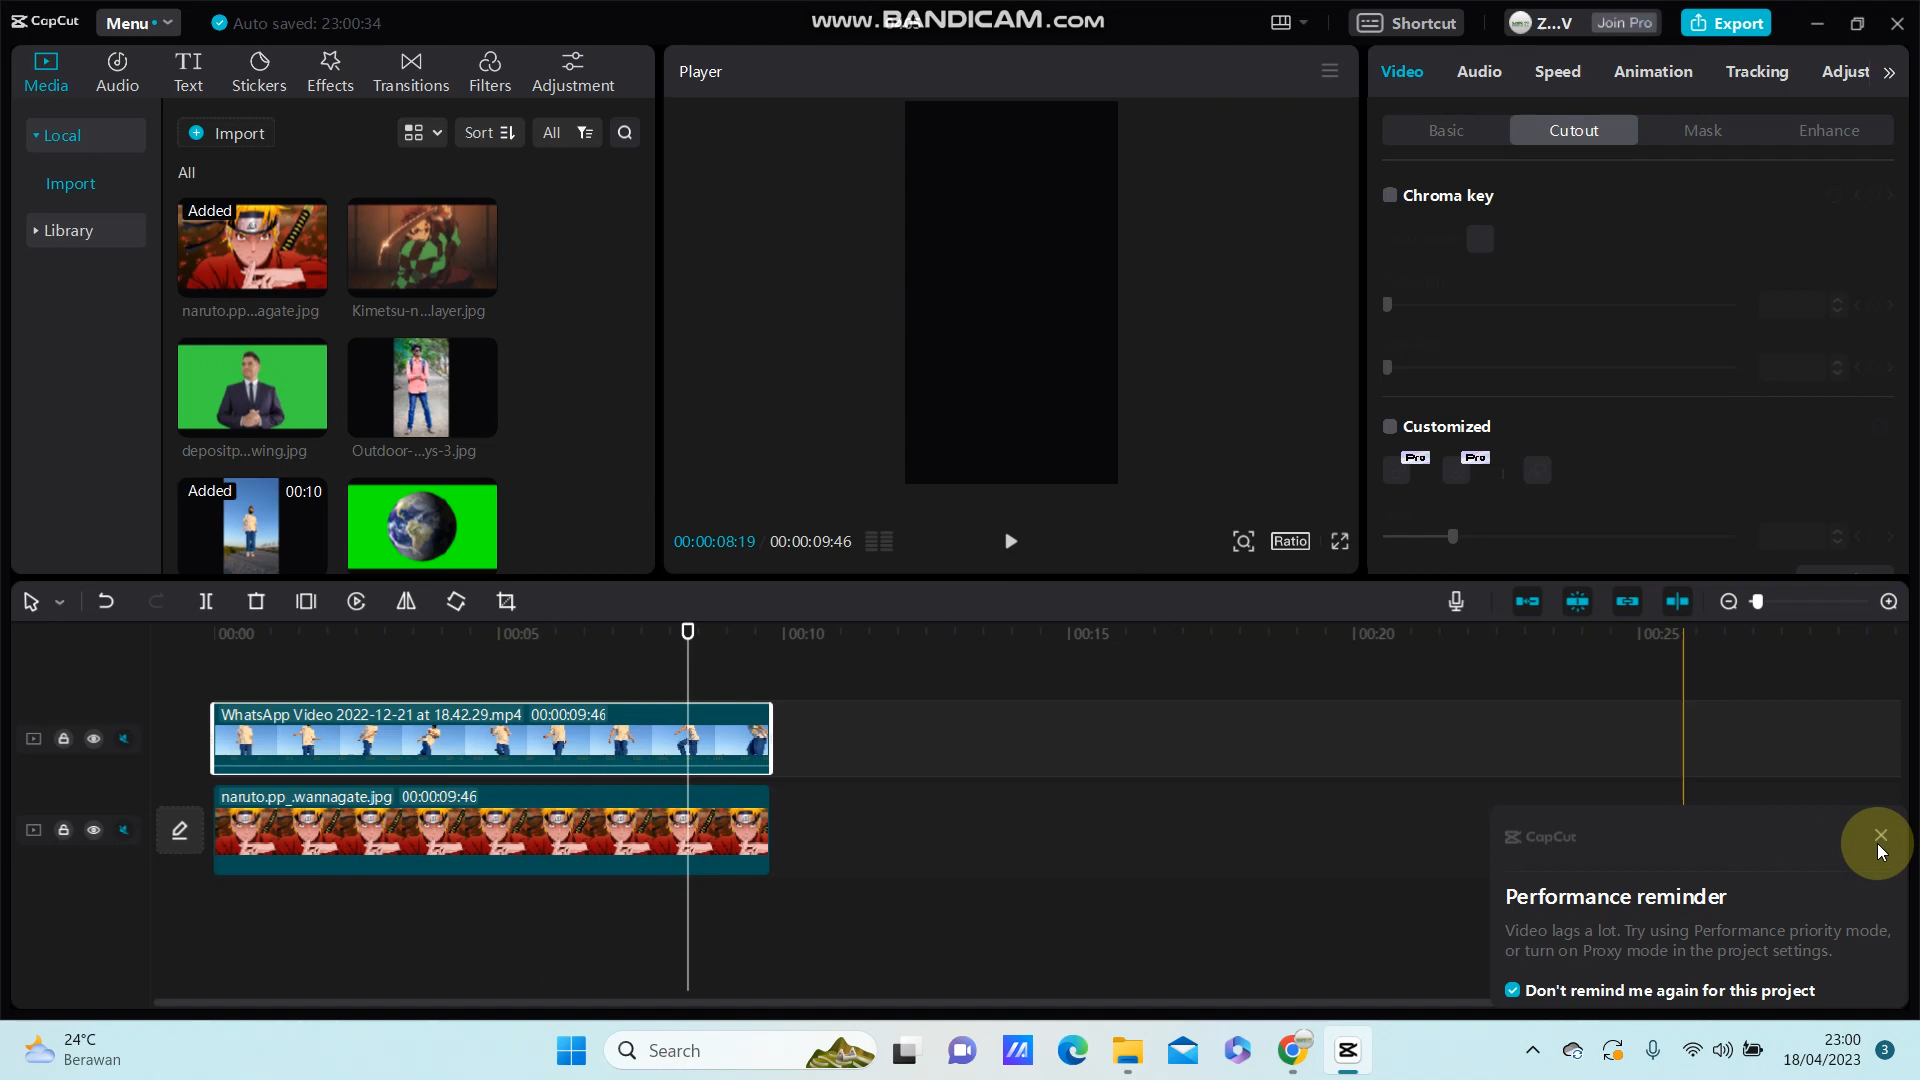 CapCut
Menu
Auto saved: 23:00:34
www.BANDICAM.com
Shortcut
Z...V
Join Pro
Export
Media
Audio
Text
Stickers
Effects
Transitions
Filters
Adjustment
Local
Import
Library
Import
Sort
All
All
Added
naruto.pp...agate.jpg
Kimetsu-n...layer.jpg
depositp...wing.jpg
Outdoor-...ys-3.jpg
Added
00:10
Player
00:00:08:19 / 00:00:09:46
Ratio
Video
Audio
Speed
Animation
Tracking
Adjust
Basic
Cutout
Mask
Enhance
Chroma key
Customized
Pro
Pro
00:00
00:05
00:10
00:15
00:20
00:25
WhatsApp Video 2022-12-21 at 18.42.29.mp4 00:00:09:46
naruto.pp_.wannagate.jpg 00:00:09:46
CapCut
Performance reminder
Video lags a lot. Try using Performance priority mode,
or turn on Proxy mode in the project settings.
Don't remind me again for this project
24°C
Berawan
Search
23:00
18/04/2023
3